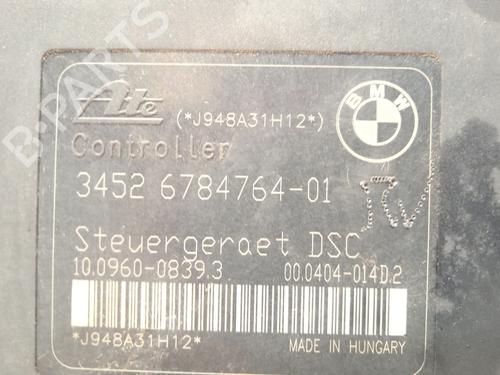 Ate
(*J948A31H12*)
BMW
Controller
3452 6784764-01
Steuergeraet DSC
10.0960-0839.3
00.0404-014D.2
*J948A31H12*
MADE IN HUNGARY
B-PARTS